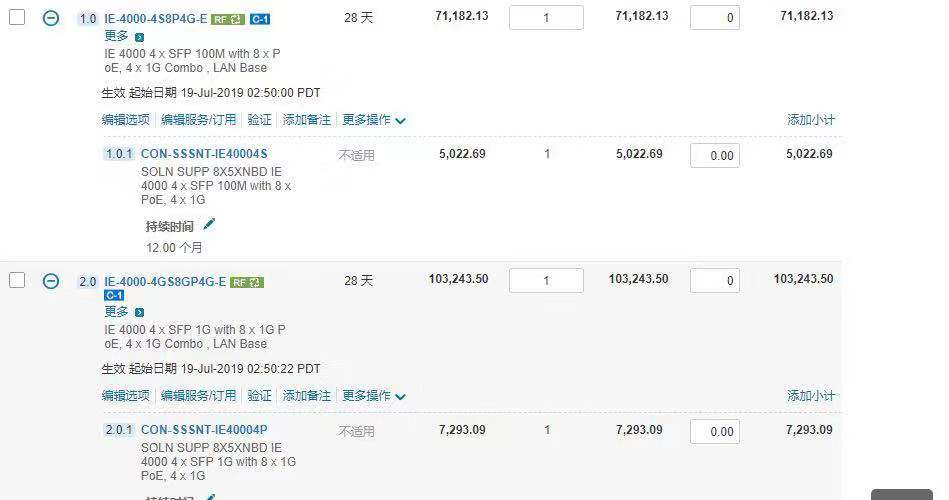 1.0 IE-4000-4S8P4G-E RF C-1 28 天 71,182.13 1 71,182.13 0 71,182.13
更多
IE 4000 4 x SFP 100M with 8 x P
oE, 4 x 1G Combo , LAN Base
生效 起始日期 19-Jul-2019 02:50:00 PDT
编辑选项 编辑服务/订用 验证 添加备注 更多操作 添加小计
1.0.1 CON-SSSNT-IE40004S 不适用 5,022.69 1 5,022.69 0.00 5,022.69
SOLN SUPP 8X5XNBD IE
4000 4 x SFP 100M with 8 x
PoE, 4 x 1G
持续时间
12.00 个月
2.0 IE-4000-4GS8GP4G-E RF 28 天 103,243.50 1 103,243.50 0 103,243.50
C-1
更多
IE 4000 4 x SFP 1G with 8 x 1G P
oE, 4 x 1G Combo , LAN Base
生效 起始日期 19-Jul-2019 02:50:22 PDT
编辑选项 编辑服务/订用 验证 添加备注 更多操作 添加小计
2.0.1 CON-SSSNT-IE40004P 不适用 7,293.09 1 7,293.09 0.00 7,293.09
SOLN SUPP 8X5XNBD IE
4000 4 x SFP 1G with 8 x 1G
PoE, 4 x 1G
持续时间